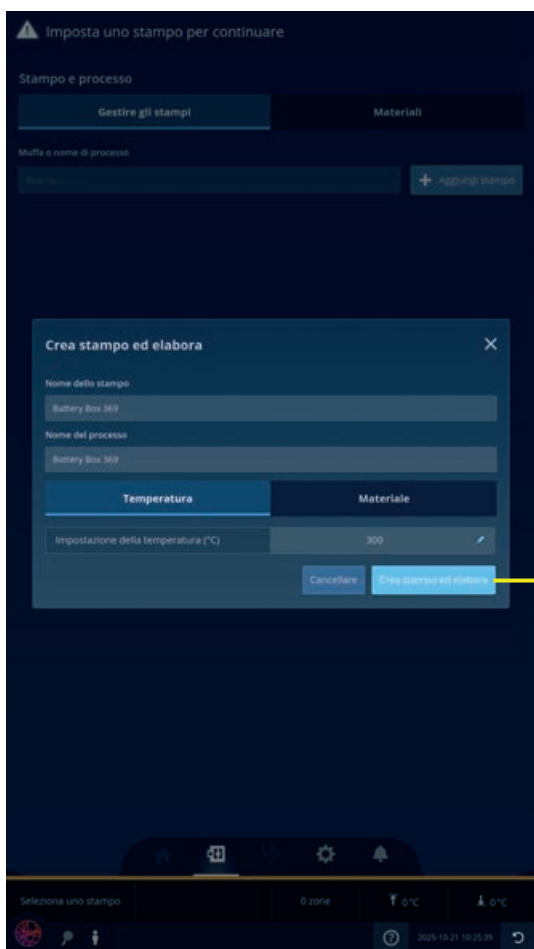 Imposta uno stampo per continuare
Stampo e processo
Gestire gli stampi
Materiali
Muffa o nome di processo
Aggiungi stampo
Crea stampo ed elabora
Nome dello stampo
Battery Box 369
Nome del processo
Battery Box 369
Temperatura
Materiale
Impostazione della temperatura (°C)
300
Cancellare
Crea stampo ed elabora
Seleziona uno stampo
0 zone
0°C
0°C
2025-10-21 10:25:39